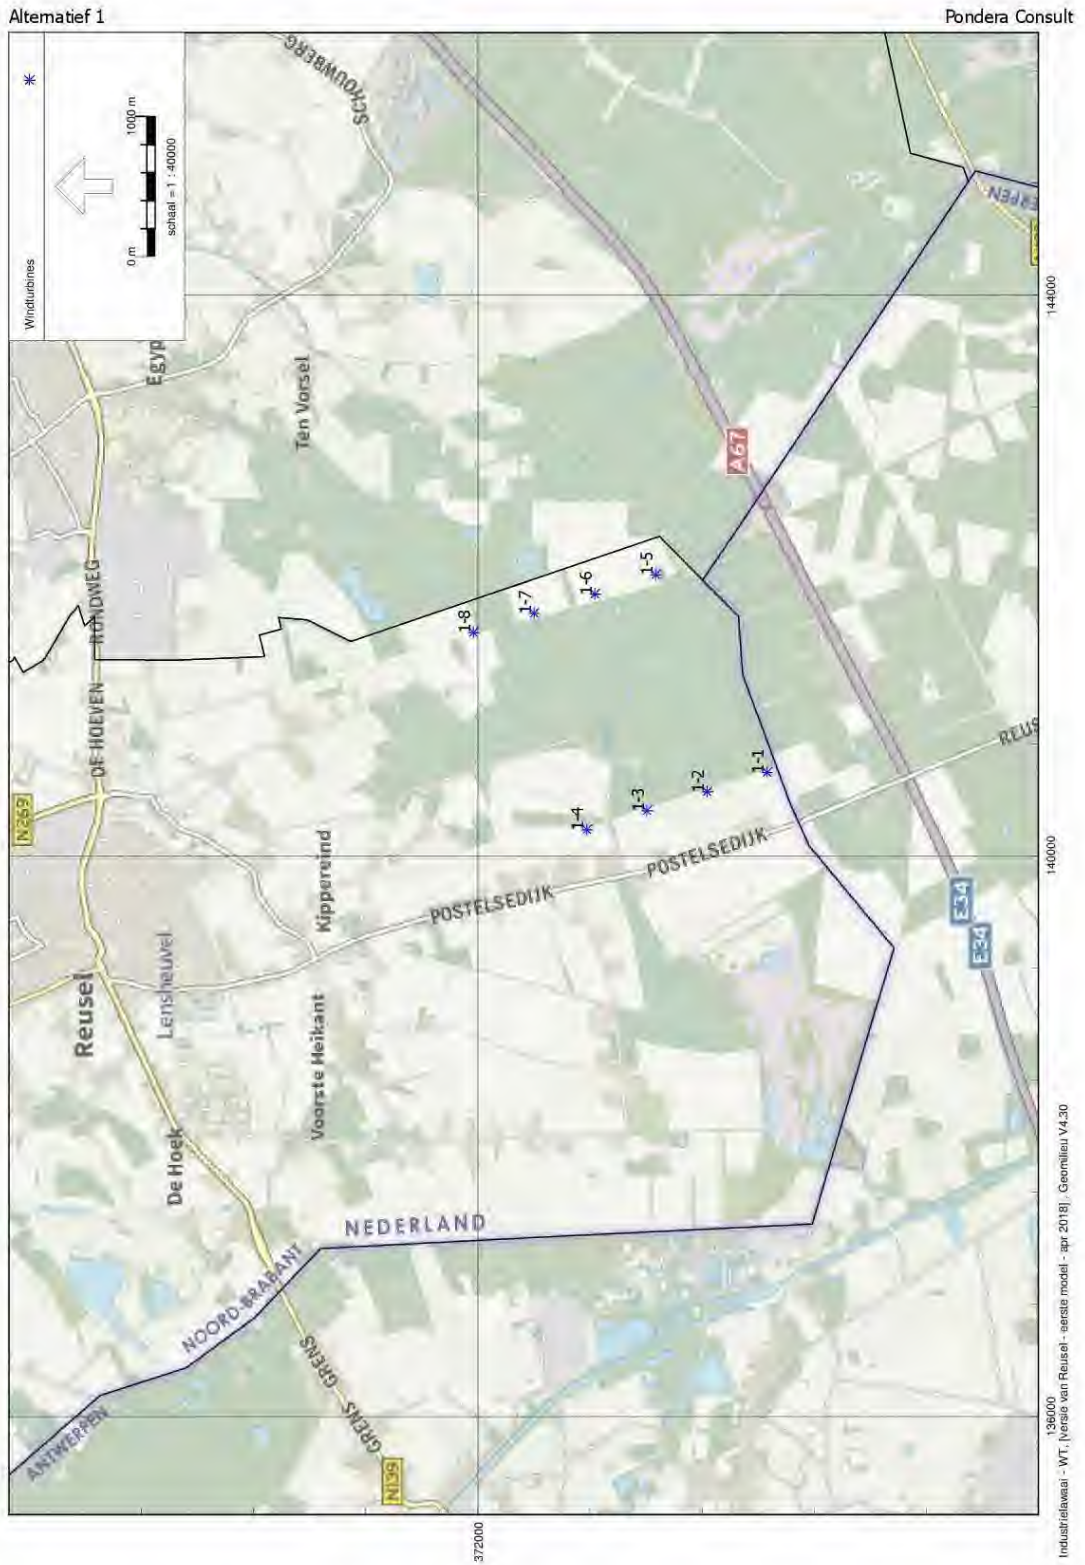 Alternatief 1
Pondera Consult
Windturbines
0 m
1000 m
schaal = 1 : 40000
SCHOUWBERG
Egyp
Ten Vorsel
RONDWEG
DE HOEVEN
N269
Reusel
Lensheuvel
Kippereind
Voorste Heikant
De Hoek
POSTELSEDIJK
POSTELSEDIJK
A67
1-8
1-7
1-6
1-5
1-4
1-3
1-2
1-1
REUS
E34
E34
NEDERLAND
NOORD-BRABANT
ANTWERPEN
GRENS
GRENS
N139
ERPEN
144000
140000
136000
372000
Industrielawaai - WT, [versie van Reusel - eerste model - apr 2018] , Geomilieu V4.30